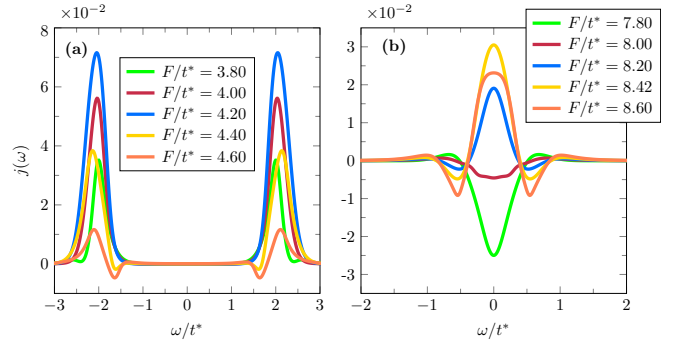 ×10⁻²
(a)
8
6
4
2
0
j(ω)
F/t* = 3.80
F/t* = 4.00
F/t* = 4.20
F/t* = 4.40
F/t* = 4.60
−3 −2 −1 0 1 2 3
ω/t*
×10⁻²
(b)
3
2
1
0
-1
-2
-3
F/t* = 7.80
F/t* = 8.00
F/t* = 8.20
F/t* = 8.42
F/t* = 8.60
−2 −1 0 1 2
ω/t*